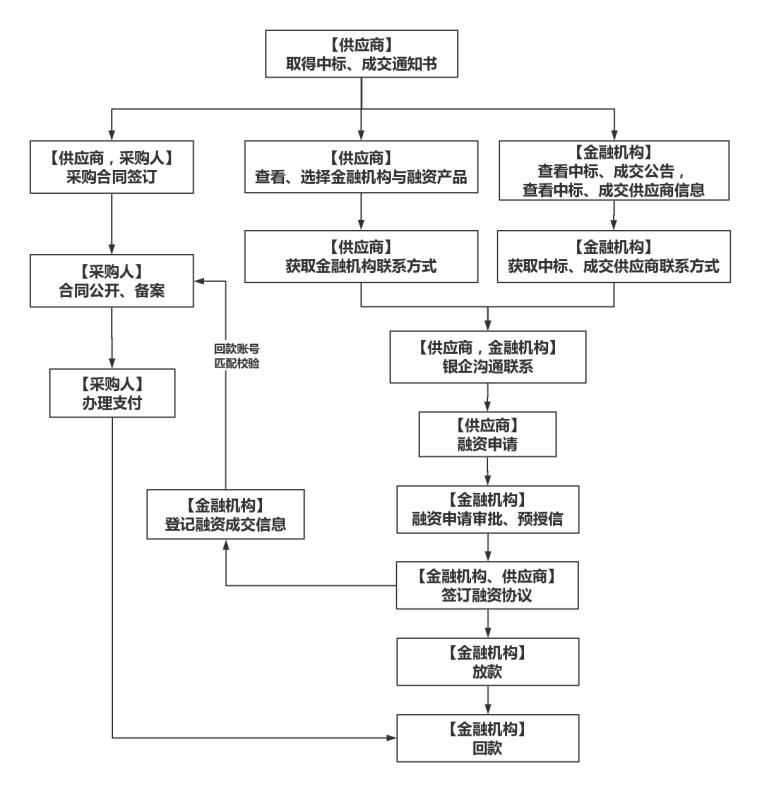 【供应商】
取得中标、成交通知书
【供应商，采购人】
采购合同签订
【供应商】
查看、选择金融机构与融资产品
【金融机构】
查看中标、成交公告，
查看中标、成交供应商信息
【采购人】
合同公开、备案
【供应商】
获取金融机构联系方式
【金融机构】
获取中标、成交供应商联系方式
回款账号
匹配校验
【供应商，金融机构】
银企沟通联系
【采购人】
办理支付
【供应商】
融资申请
【金融机构】
登记融资成交信息
【金融机构】
融资申请审批、预授信
【金融机构、供应商】
签订融资协议
【金融机构】
放款
【金融机构】
回款